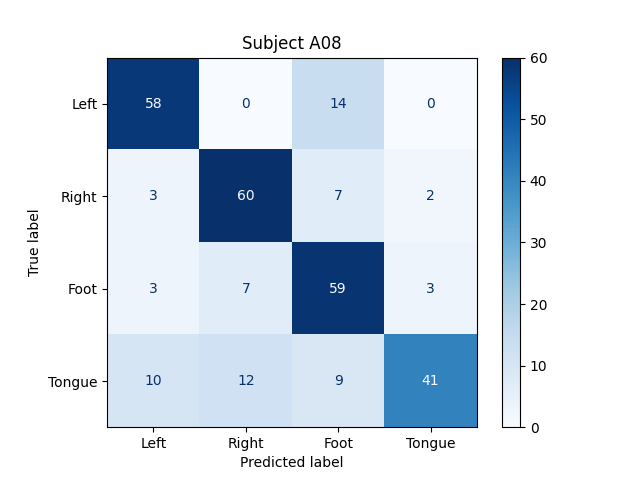 Subject A08
60
Left 58 0 14 0
50
40
Right 3 60 7 2
True label
30
Foot 3 7 59 3
20
10
Tongue 10 12 9 41
0
Left Right Foot Tongue
Predicted label